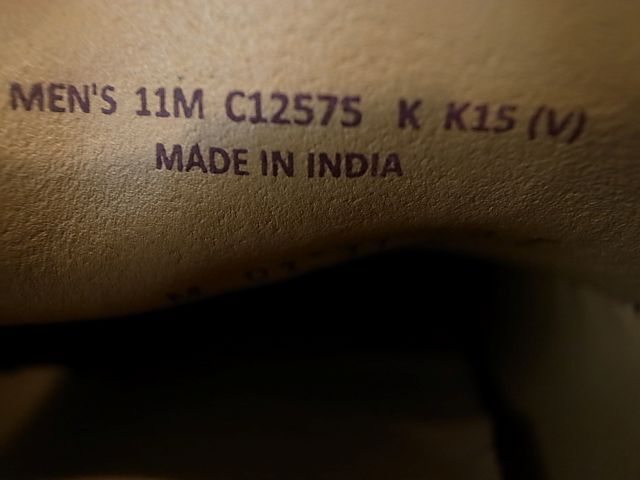 MEN'S 11M C12575 K K15 (V)
MADE IN INDIA